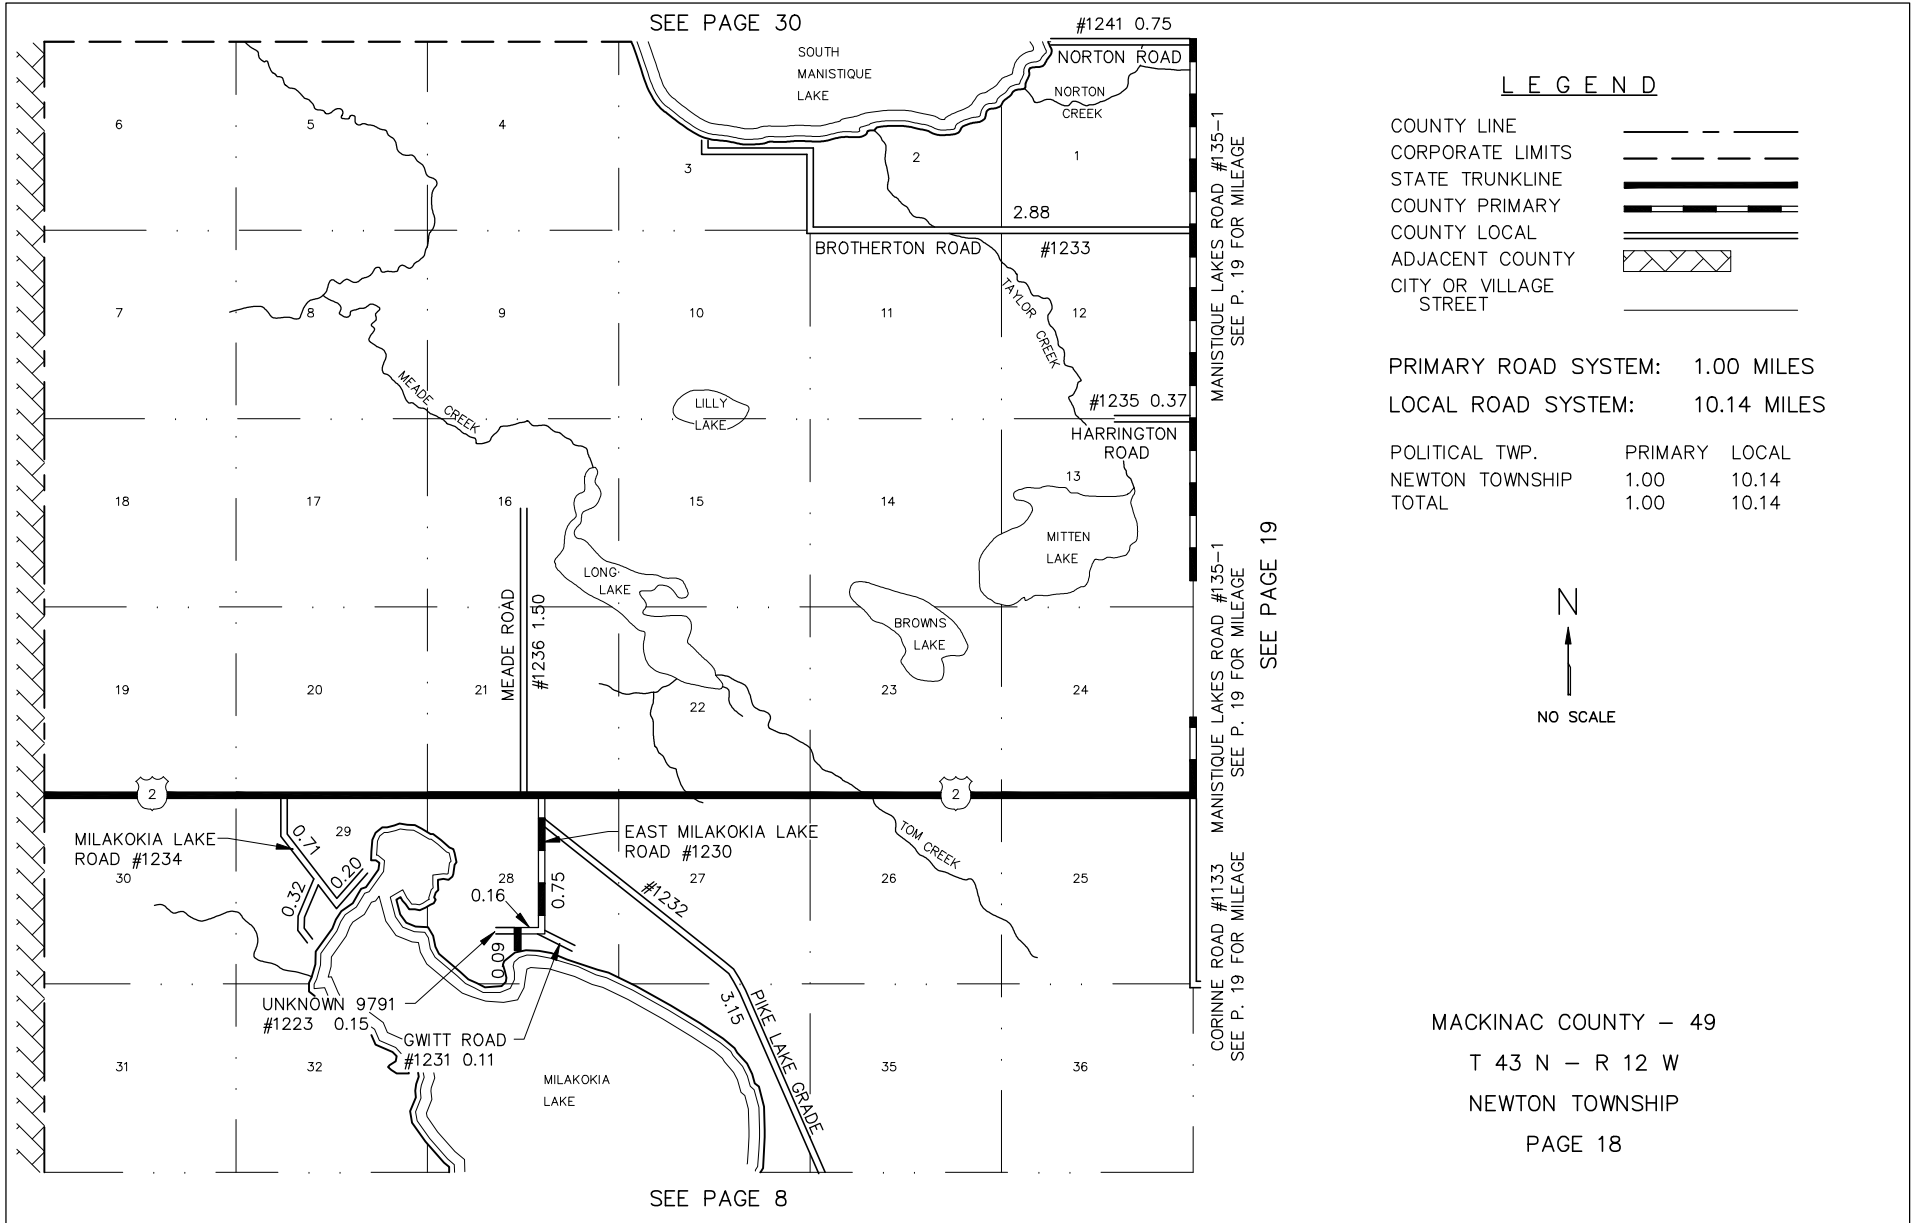 SEE PAGE 30
#1241 0.75
NORTON ROAD
SOUTH
MANISTIQUE
LAKE
NORTON
CREEK
6
5
4
3
2
1
2.88
BROTHERTON ROAD
#1233
MANISTIQUE LAKES ROAD #135-1
SEE P. 19 FOR MILEAGE
7
8
9
10
11
12
TAYLOR CREEK
MEADE CREEK
LILLY
LAKE
#1235 0.37
HARRINGTON
ROAD
18
17
16
15
14
13
MITTEN
LAKE
LONG
LAKE
BROWNS
LAKE
MEADE ROAD
#1236 1.50
MANISTIQUE LAKES ROAD #135-1
SEE P. 19 FOR MILEAGE
SEE PAGE 19
19
20
21
22
23
24
2
2
MILAKOKIA LAKE
ROAD #1234
0.71
0.20
0.32
EAST MILAKOKIA LAKE
ROAD #1230
TOM CREEK
30
29
28
27
26
25
0.16
0.75
0.09
#1232
CORINNE ROAD #1133
SEE P. 19 FOR MILEAGE
UNKNOWN 9791
#1223 0.15
GWITT ROAD
#1231 0.11
3.15
PIKE LAKE GRADE
31
32
35
36
MILAKOKIA
LAKE
SEE PAGE 8
LEGEND
COUNTY LINE
CORPORATE LIMITS
STATE TRUNKLINE
COUNTY PRIMARY
COUNTY LOCAL
ADJACENT COUNTY
CITY OR VILLAGE
STREET
PRIMARY ROAD SYSTEM: 1.00 MILES
LOCAL ROAD SYSTEM: 10.14 MILES
POLITICAL TWP. PRIMARY LOCAL
NEWTON TOWNSHIP 1.00 10.14
TOTAL 1.00 10.14
N
NO SCALE
MACKINAC COUNTY - 49
T 43 N - R 12 W
NEWTON TOWNSHIP
PAGE 18